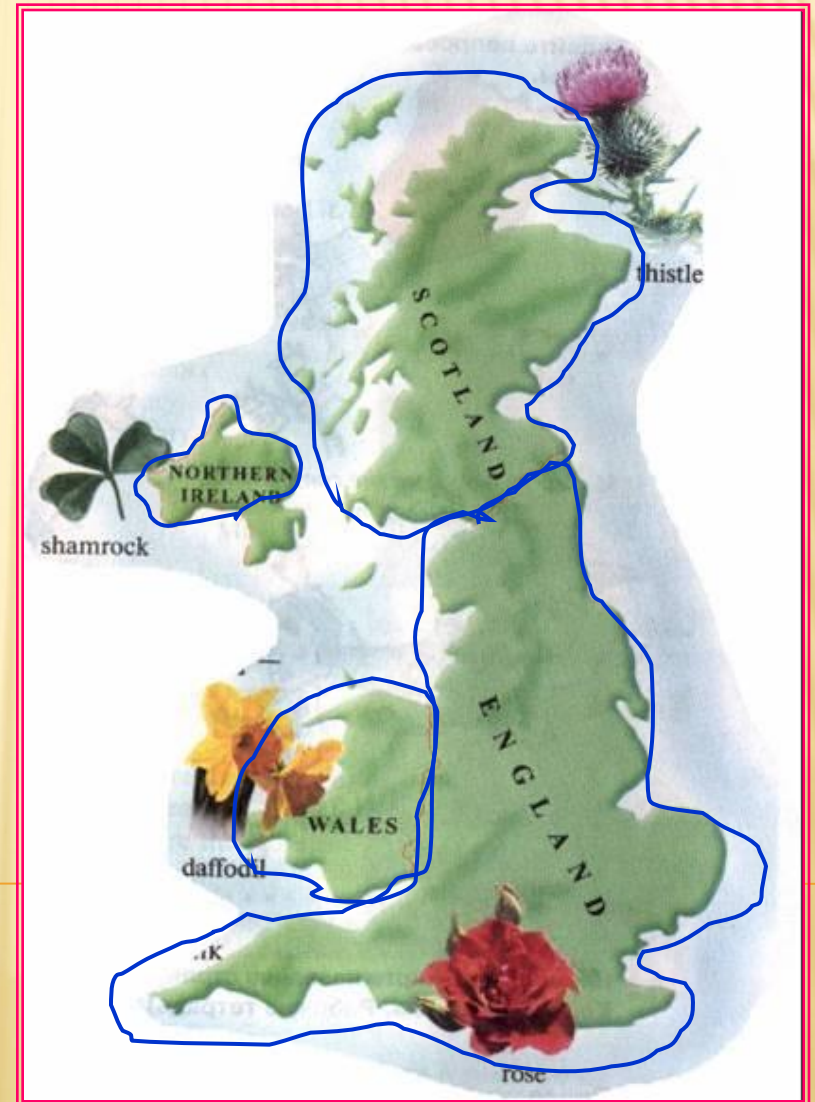 thistle
SCOTLAND
NORTHERN
IRELAND
shamrock
ENGLAND
WALES
daffodil
rose